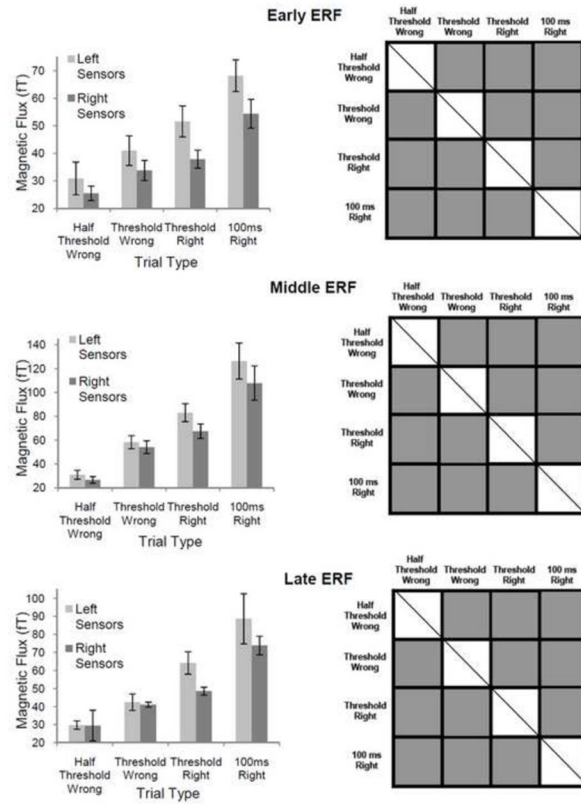 Early ERF
Magnetic Flux (fT)
70
60
50
40
30
20
Left
Sensors
Right
Sensors
Half
Threshold
Wrong
Threshold
Wrong
Threshold
Right
100ms
Right
Trial Type
Half
Threshold
Wrong
Threshold
Wrong
Threshold
Right
100 ms
Right
Half
Threshold
Wrong
Threshold
Wrong
Threshold
Right
100 ms
Right
Middle ERF
Magnetic Flux (fT)
140
120
100
80
60
40
20
Left
Sensors
Right
Sensors
Half
Threshold
Wrong
Threshold
Wrong
Threshold
Right
100ms
Right
Trial Type
Half
Threshold
Wrong
Threshold
Wrong
Threshold
Right
100 ms
Right
Half
Threshold
Wrong
Threshold
Wrong
Threshold
Right
100 ms
Right
Late ERF
Magnetic Flux (fT)
100
90
80
70
60
50
40
30
20
Left
Sensors
Right
Sensors
Half
Threshold
Wrong
Threshold
Wrong
Threshold
Right
100ms
Right
Trial Type
Half
Threshold
Wrong
Threshold
Wrong
Threshold
Right
100 ms
Right
Half
Threshold
Wrong
Threshold
Wrong
Threshold
Right
100 ms
Right